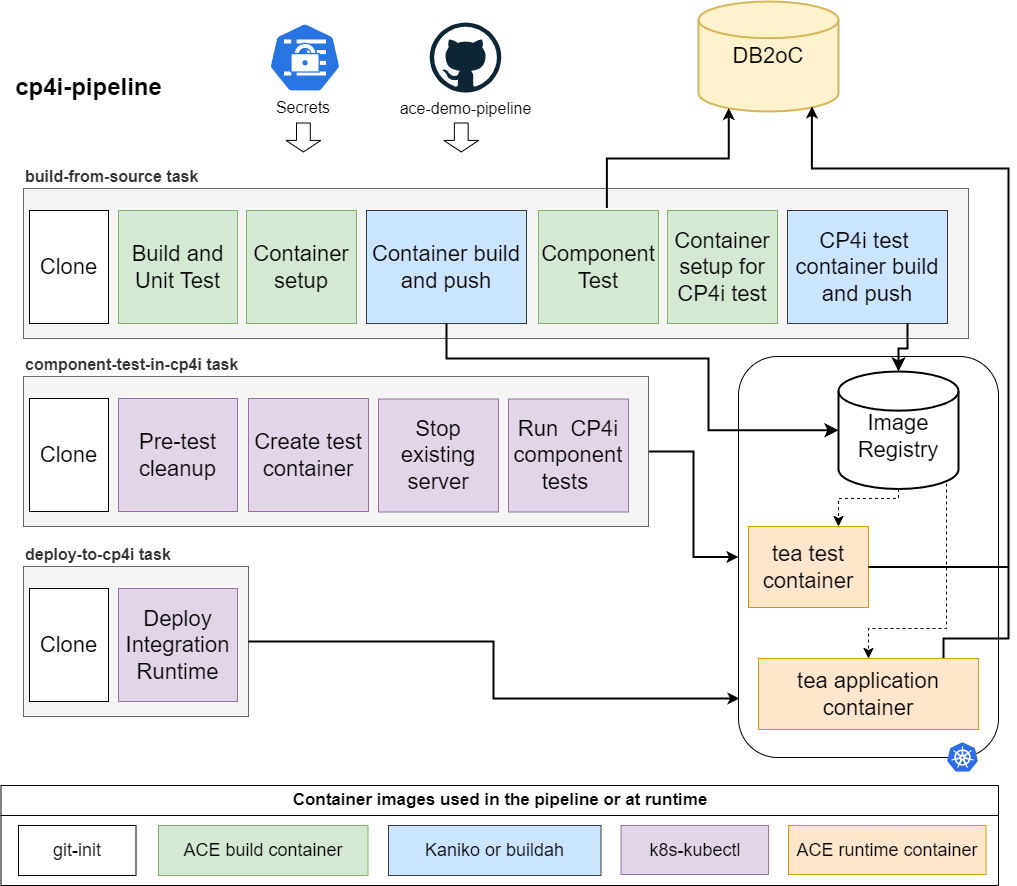 cp4i-pipeline
Secrets
ace-demo-pipeline
DB2oC
build-from-source task
Clone
Build and
Unit Test
Container
setup
Container build
and push
Component
Test
Container
setup for
CP4i test
CP4i test
container build
and push
component-test-in-cp4i task
Clone
Pre-test
cleanup
Create test
container
Stop
existing
server
Run CP4i
component
tests
Image
Registry
tea test
container
deploy-to-cp4i task
Clone
Deploy
Integration
Runtime
tea application
container
Container images used in the pipeline or at runtime
git-init
ACE build container
Kaniko or buildah
k8s-kubectl
ACE runtime container